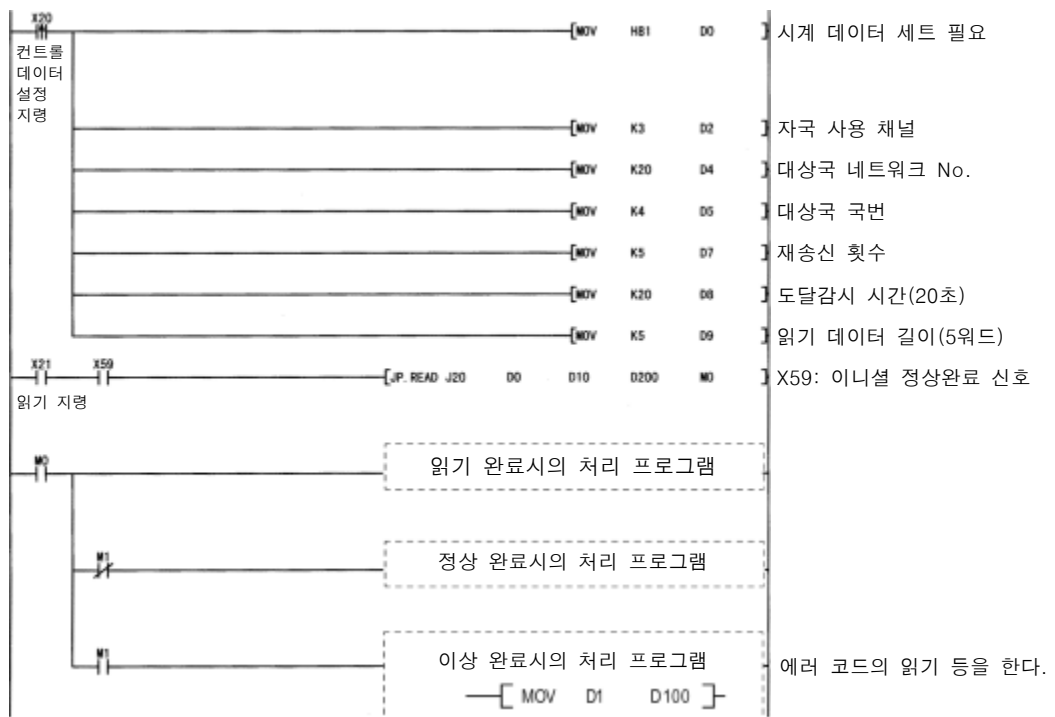 X20
[MOV H81 D0 ] 시계 데이터 세트 필요
컨트롤
데이터
설정
지령
[MOV K3 D2 ] 자국 사용 채널
[MOV K20 D4 ] 대상국 네트워크 No.
[MOV K4 D5 ] 대상국 국번
[MOV K5 D7 ] 재송신 횟수
[MOV K20 D8 ] 도달감시 시간(20초)
[MOV K5 D9 ] 읽기 데이터 길이(5워드)
X21 X59
[JP.READ J20 D0 D10 D200 M0 ] X59: 이니셜 정상완료 신호
읽기 지령
M0
읽기 완료시의 처리 프로그램
M1
정상 완료시의 처리 프로그램
M1
이상 완료시의 처리 프로그램 에러 코드의 읽기 등을 한다.
[ MOV D1 D100 ]